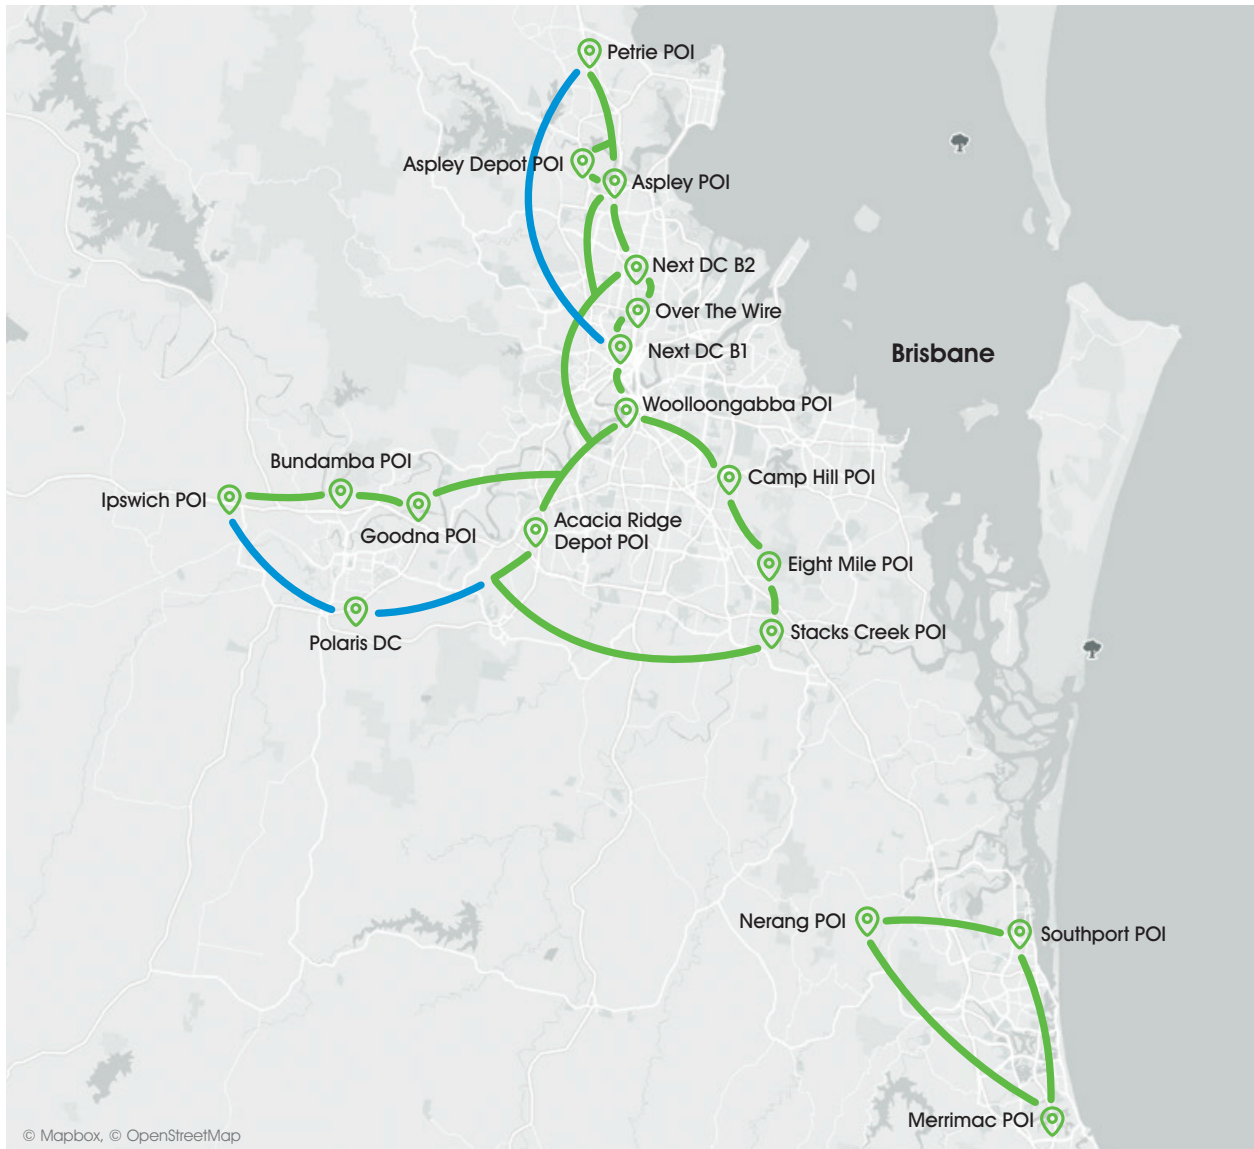 Petrie POI
Aspley Depot POI
Aspley POI
Next DC B2
Over The Wire
Next DC B1
Brisbane
Woolloongabba POI
Bundamba POI
Camp Hill POI
Ipswich POI
Goodna POI
Acacia Ridge
Depot POI
Eight Mile POI
Stacks Creek POI
Polaris DC
Nerang POI
Southport POI
Merrimac POI
© Mapbox, © OpenStreetMap